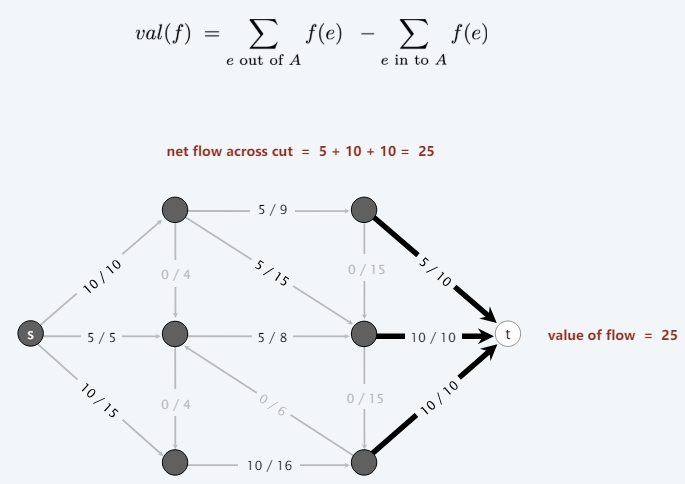 val(f) = ∑ f(e) − ∑ f(e)
e out of A e in to A
net flow across cut = 5 + 10 + 10 = 25
5 / 9
10 / 10
0 / 4
5 / 15
0 / 15
5 / 10
s
5 / 5
5 / 8
10 / 10
t
value of flow = 25
10 / 15
0 / 4
0 / 6
0 / 15
10 / 10
10 / 16